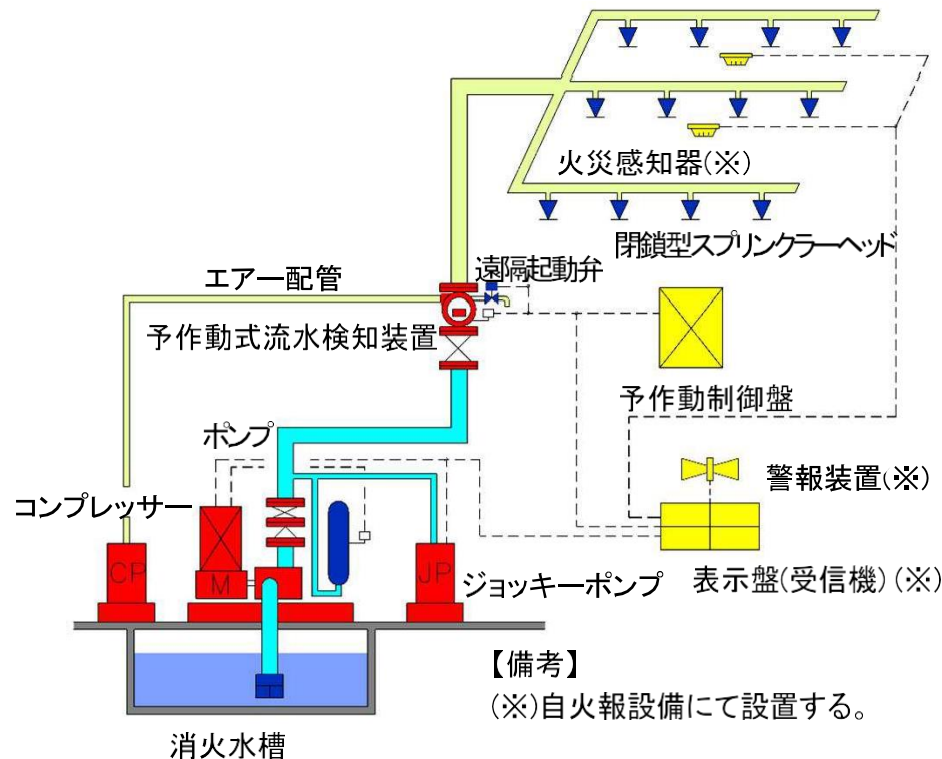 火災感知器(※)
閉鎖型スプリンクラーヘッド
エアー配管
遠隔起動弁
予作動式流水検知装置
予作動制御盤
ポンプ
警報装置(※)
コンプレッサー
CP
M
JP
ジョッキーポンプ
表示盤(受信機)(※)
【備考】
(※)自火報設備にて設置する。
消火水槽